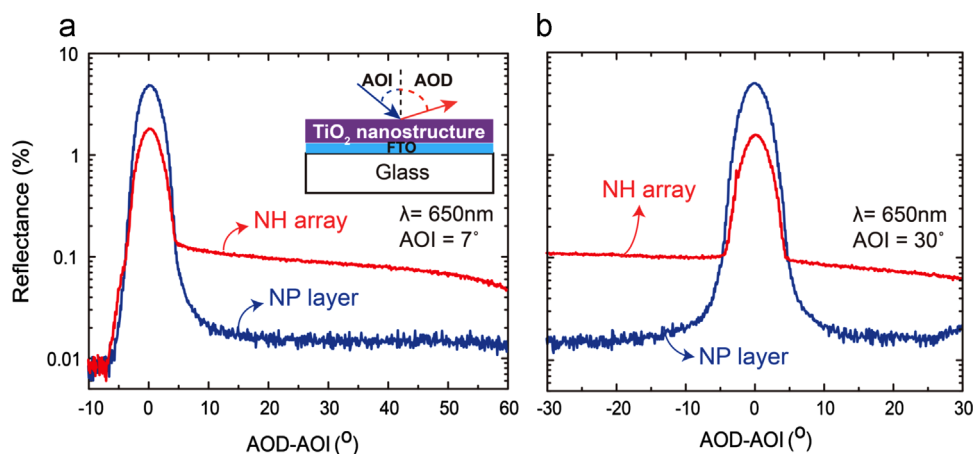 a
Reflectance (%)
10
1
0.1
0.01
-10 0 10 20 30 40 50 60
AOD-AOI (⁰)
AOI AOD
TiO₂ nanostructure
FTO
Glass
λ= 650nm
AOI = 7˚
NH array
NP layer
b
NH array
λ= 650nm
AOI = 30˚
NP layer
-30 -20 -10 0 10 20 30
AOD-AOI (⁰)